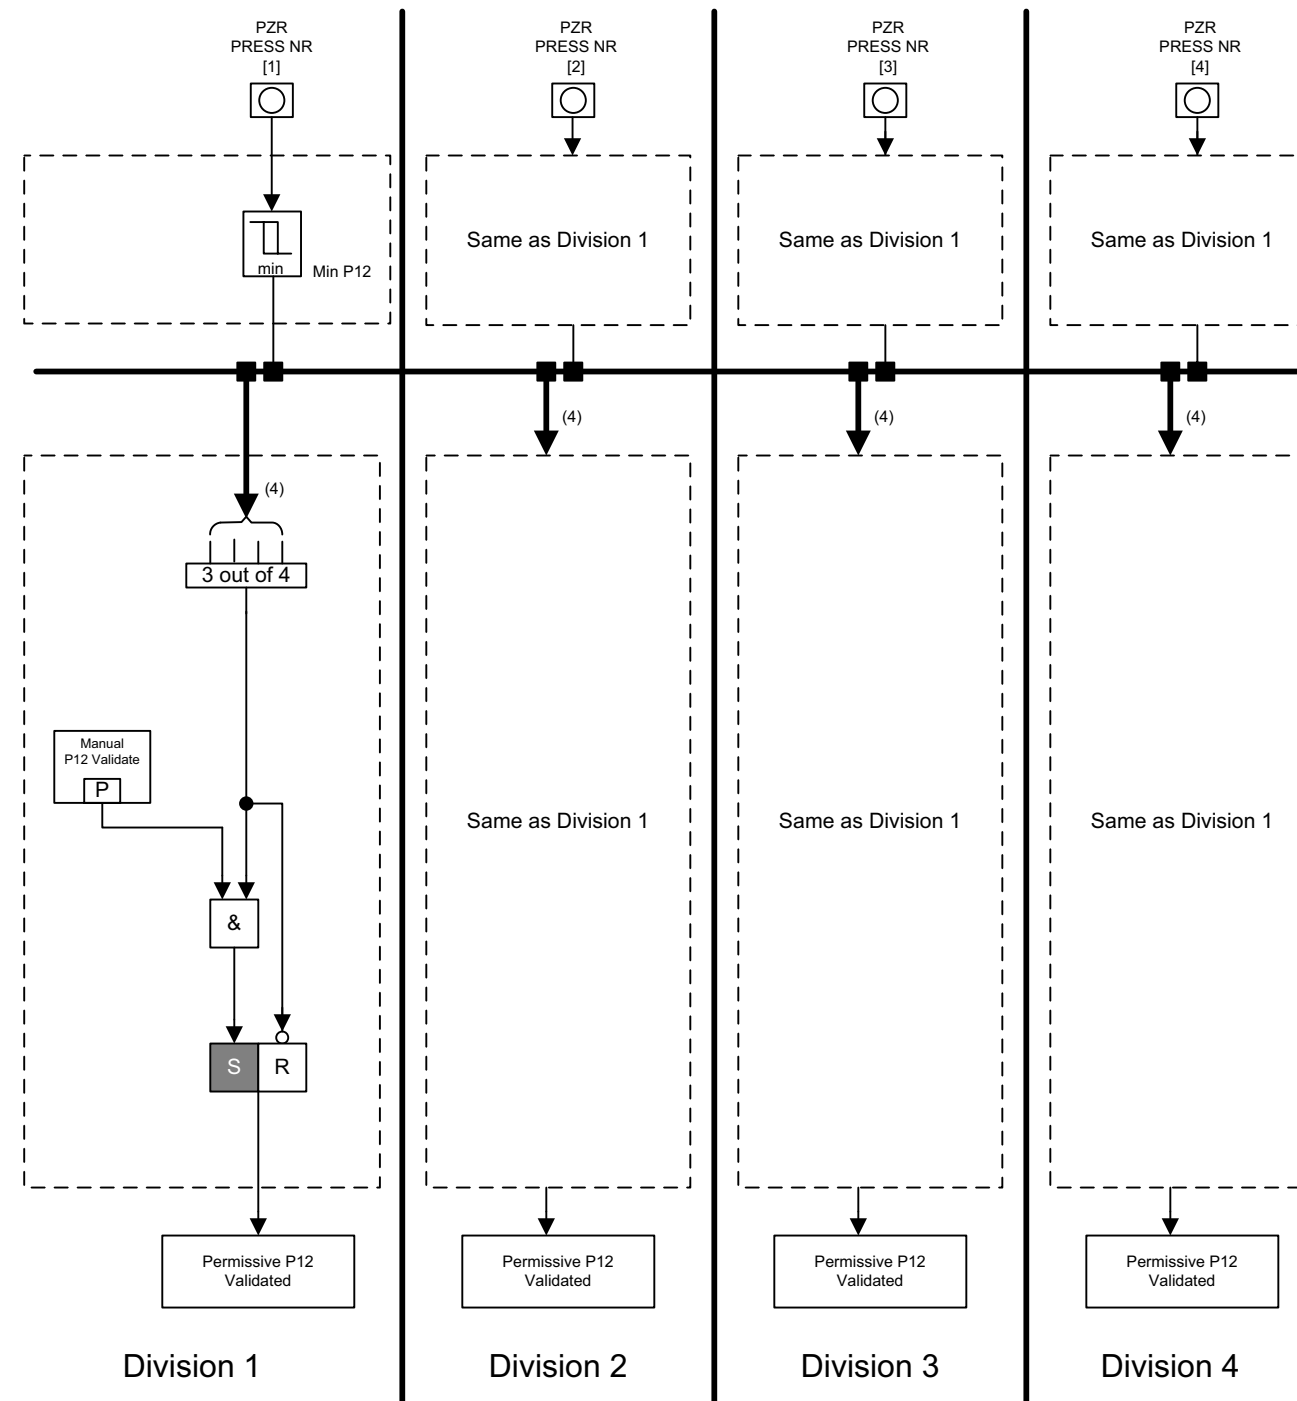 PZR
PRESS NR
[1]
PZR
PRESS NR
[2]
PZR
PRESS NR
[3]
PZR
PRESS NR
[4]
min
Min P12
Same as Division 1
Same as Division 1
Same as Division 1
(4)
(4)
(4)
(4)
3 out of 4
Manual
P12 Validate
P
&
S
R
Same as Division 1
Same as Division 1
Same as Division 1
Permissive P12
Validated
Permissive P12
Validated
Permissive P12
Validated
Permissive P12
Validated
Division 1
Division 2
Division 3
Division 4